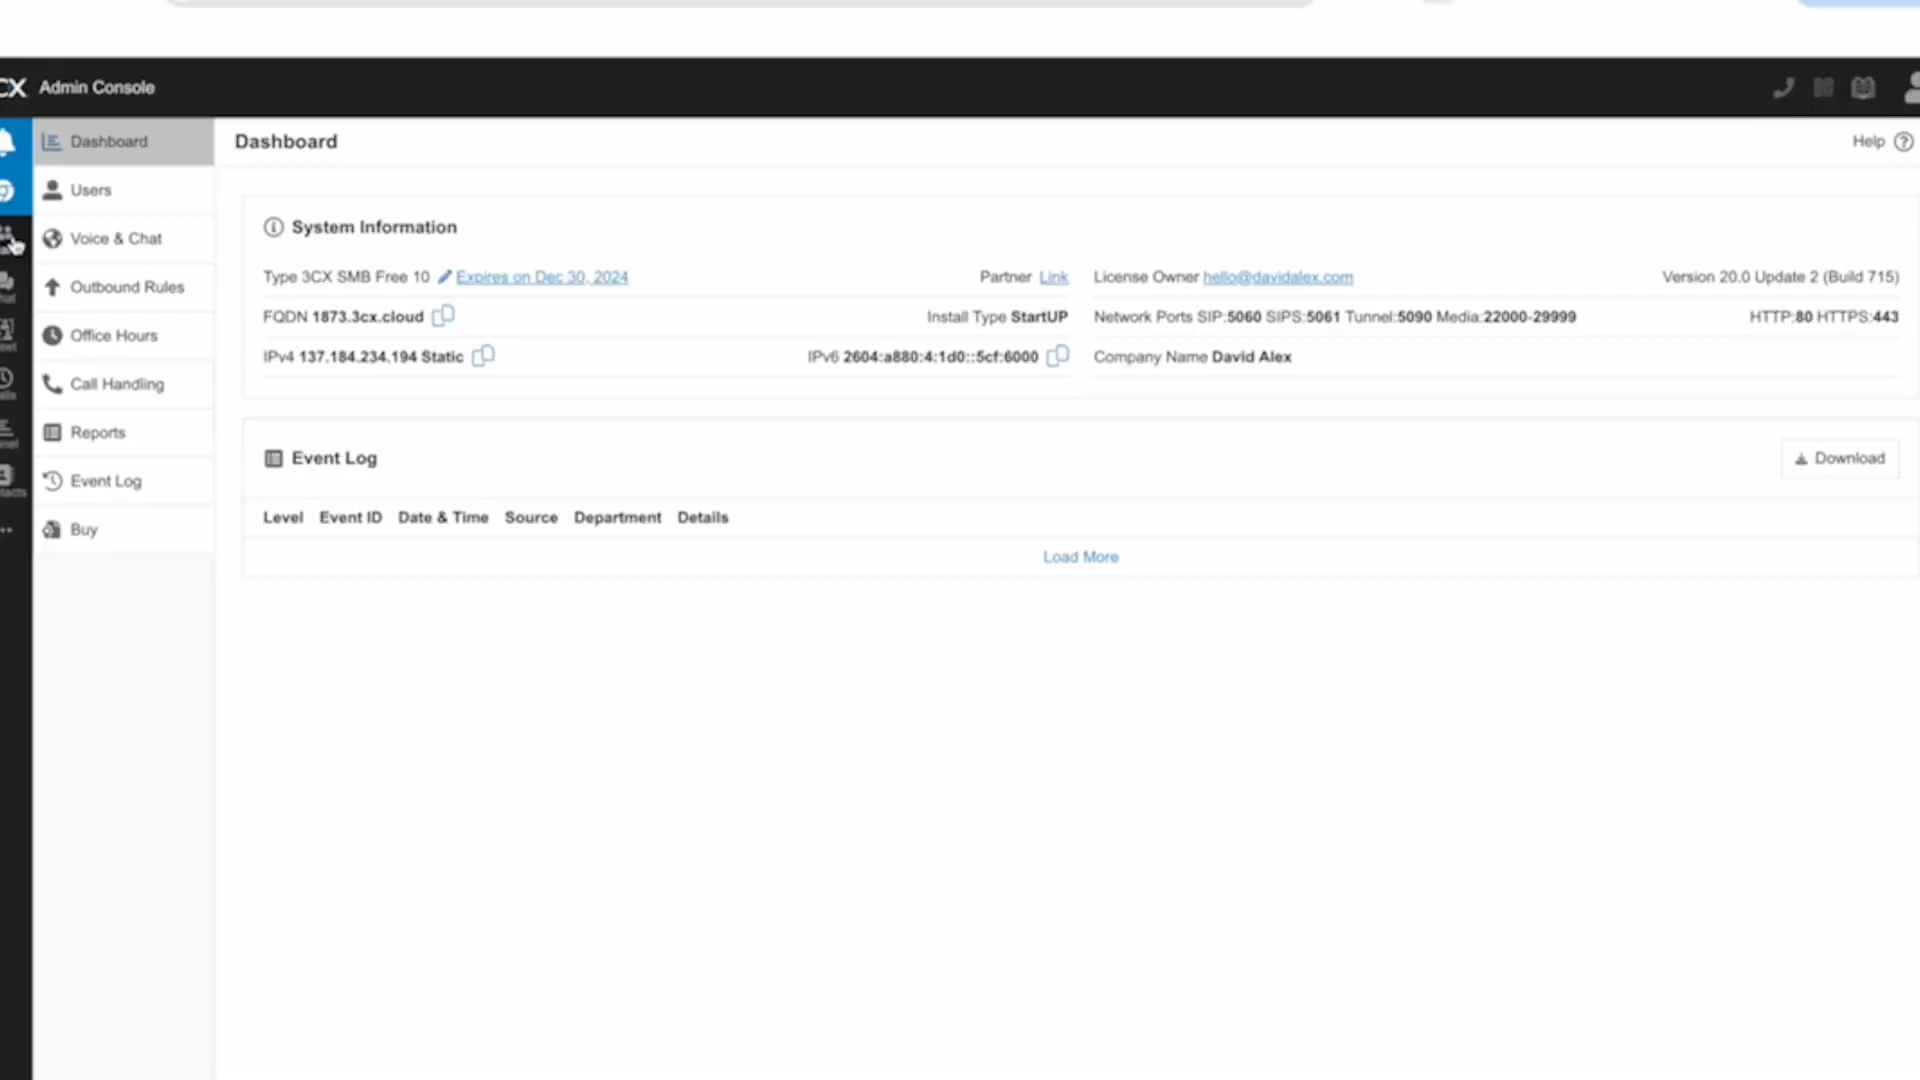 CX Admin Console
Dashboard
Users
Voice & Chat
Outbound Rules
Office Hours
Call Handling
Reports
Event Log
Buy
Dashboard
Help
System Information
Type 3CX SMB Free 10 Expires on Dec 30, 2024
Partner Link
License Owner hello@davidalex.com
Version 20.0 Update 2 (Build 715)
FQDN 1873.3cx.cloud
Install Type StartUP
Network Ports SIP:5060 SIPS:5061 Tunnel:5090 Media:22000-29999
HTTP:80 HTTPS:443
IPv4 137.184.234.194 Static
IPv6 2604:a880:4:1d0::5cf:6000
Company Name David Alex
Event Log
Download
Level Event ID Date & Time Source Department Details
Load More